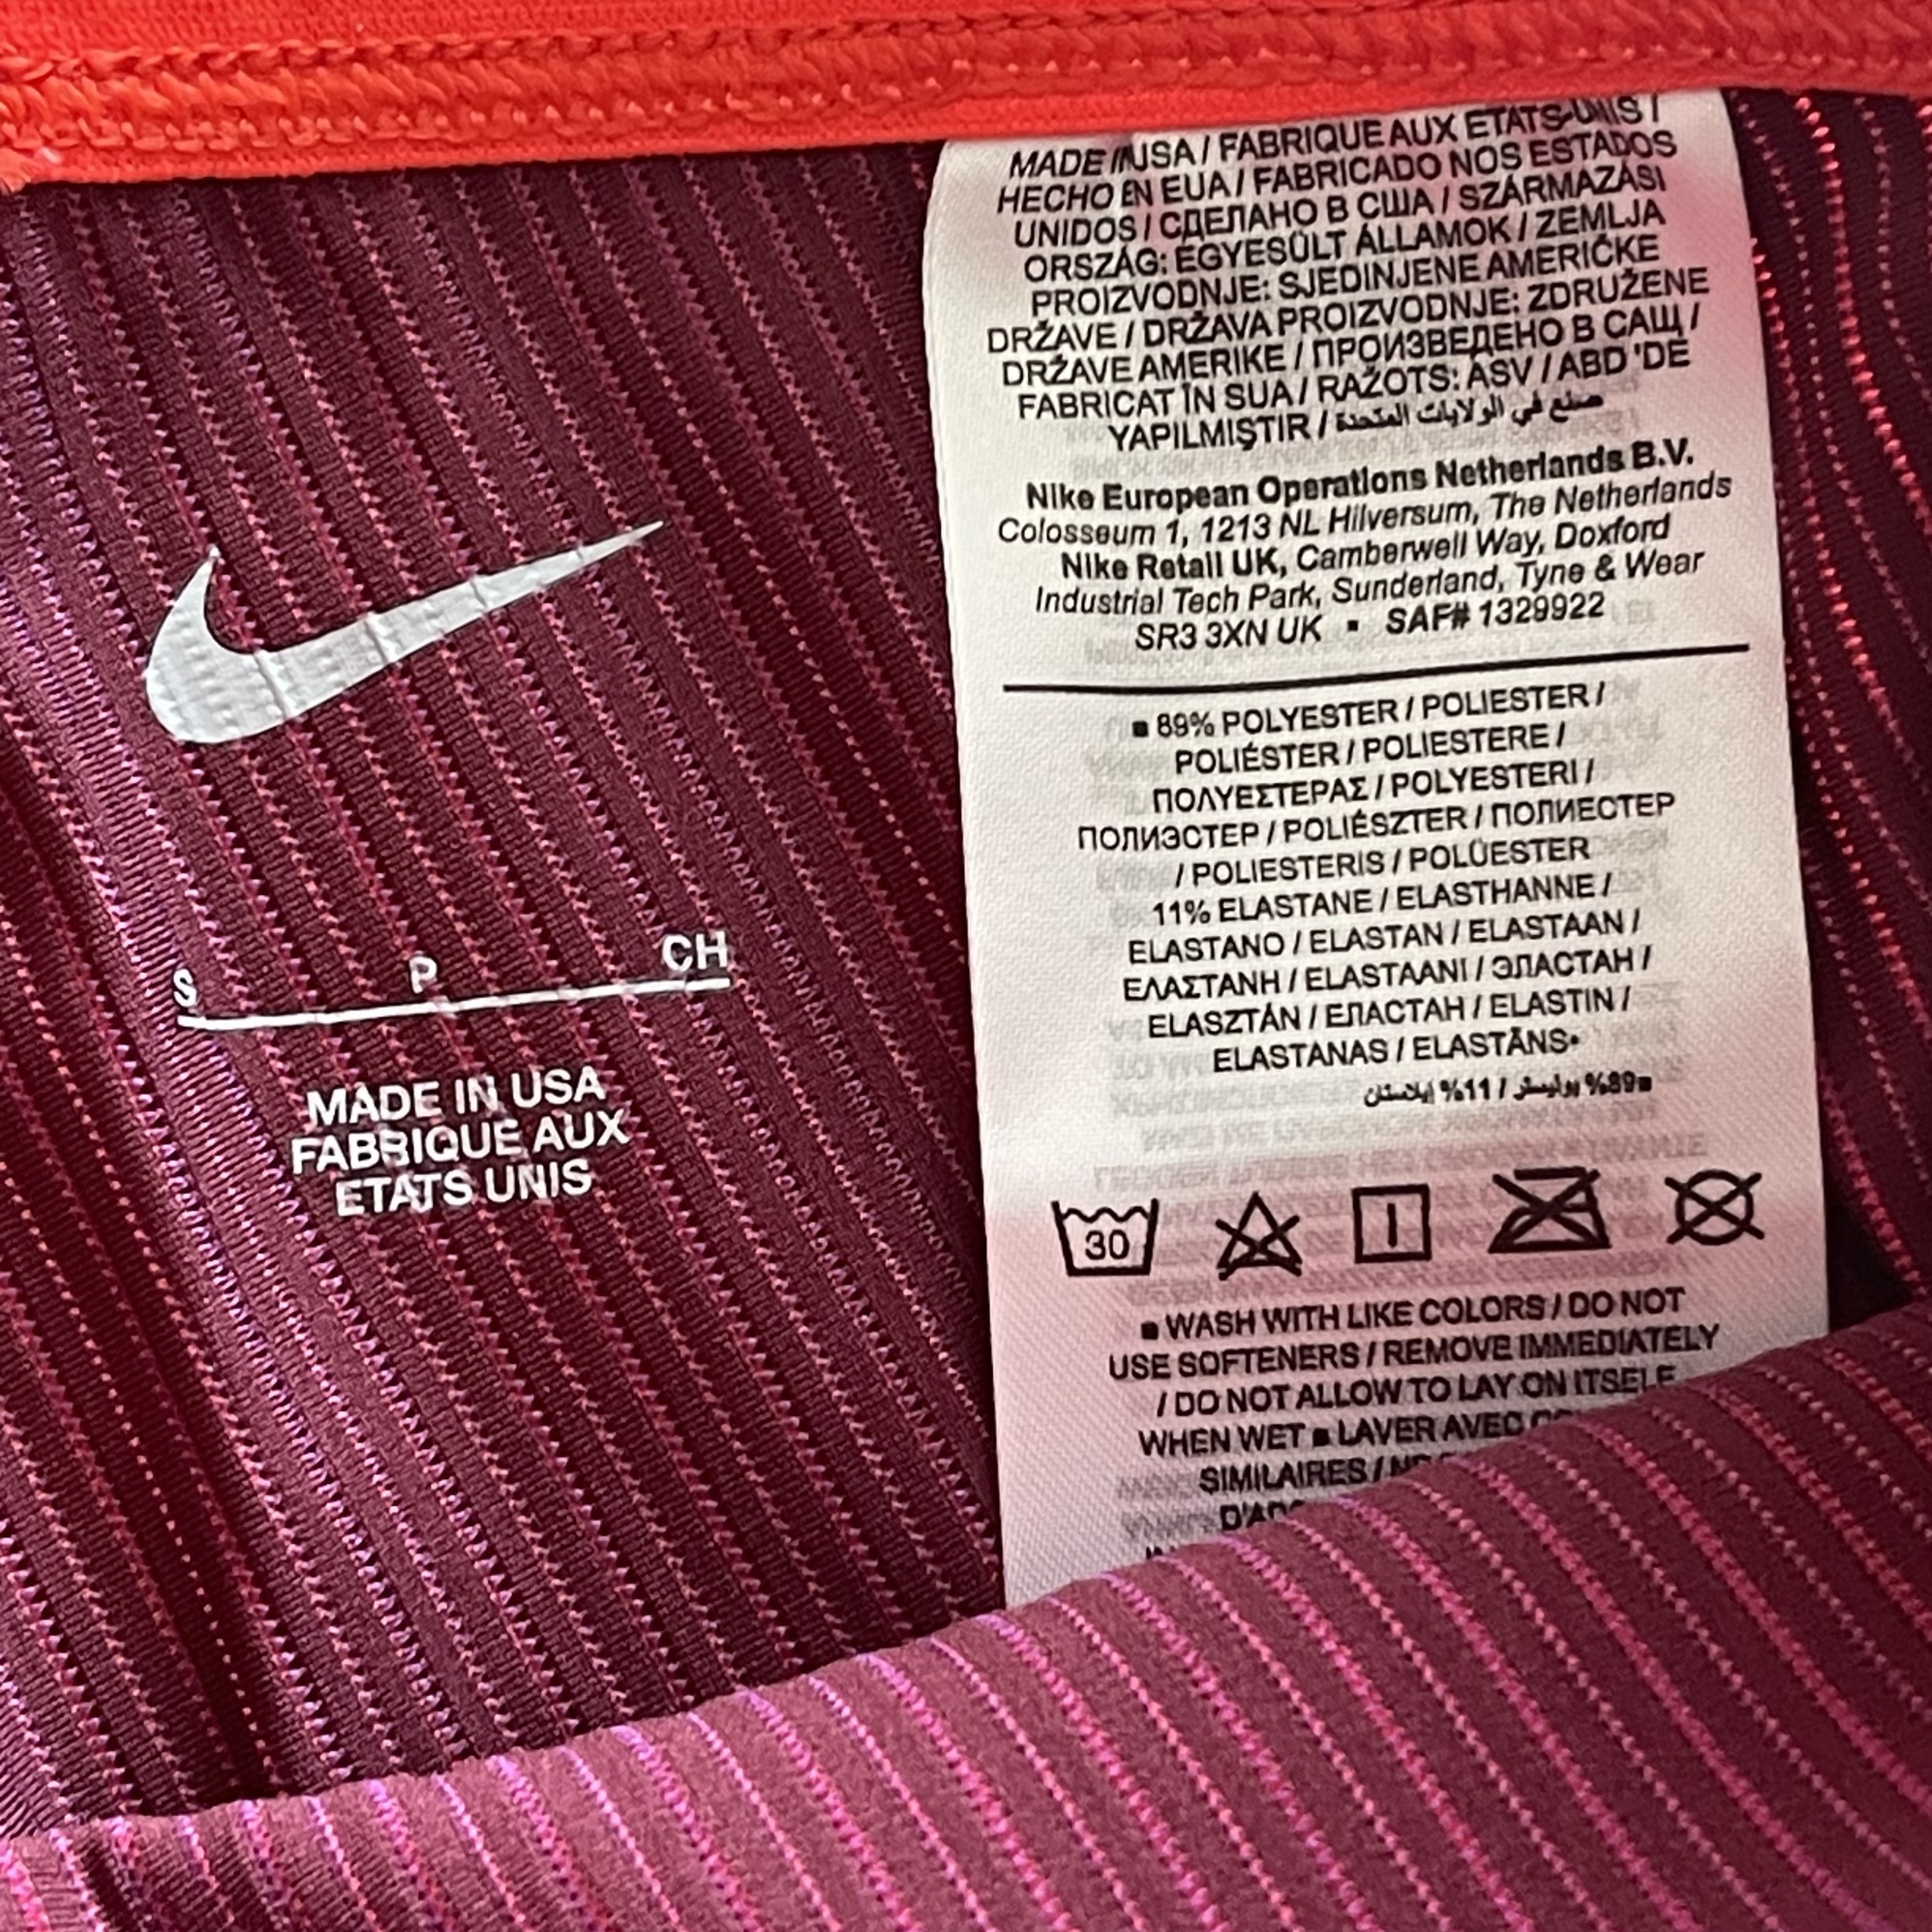 S P CH
MADE IN USA
FABRIQUE AUX
ETATS UNIS
MADE IN USA / FABRIQUE AUX ETATS-UNIS /
HECHO EN EUA / FABRICADO NOS ESTADOS
UNIDOS / СДЕЛАНО В США / SZÁRMAZÁSI
ORSZÁG: EGYESÜLT ÁLLAMOK / ZEMLJA
PROIZVODNJE: SJEDINJENE AMERIČKE
DRŽAVE / DRŽAVA PROIZVODNJE: ZDRUŽENE
DRŽAVE AMERIKE / ПРОИЗВЕДЕНО В САЩ /
FABRICAT ÎN SUA / RAŽOTS: ASV / ABD 'DE
YAPILMIŞTIR / صنع في الولايات المتحدة
Nike European Operations Netherlands B.V.
Colosseum 1, 1213 NL Hilversum, The Netherlands
Nike Retail UK, Camberwell Way, Doxford
Industrial Tech Park, Sunderland, Tyne & Wear
SR3 3XN UK ▪ SAF# 1329922
▪ 89% POLYESTER / POLIESTER /
POLIÉSTER / POLIESTERE /
ΠΟΛΥΕΣΤΕΡΑΣ / POLYESTERI /
ПОЛИЭСТЕР / POLIÉSZTER / ПОЛИЕСТЕР
/ POLIESTERIS / POLÜESTER
11% ELASTANE / ELASTHANNE /
ELASTANO / ELASTAN / ELASTAAN /
ΕΛΑΣΤΑΝΗ / ELASTAANI / ЭЛАСТАН /
ELASZTÁN / ЕЛАСТАН / ELASTIN /
ELASTANAS / ELASTĀNS▪
▪89% بوليستر / 11% إيلاستان
30
▪ WASH WITH LIKE COLORS / DO NOT
USE SOFTENERS / REMOVE IMMEDIATELY
/ DO NOT ALLOW TO LAY ON ITSELF
WHEN WET ▪ LAVER AVEC
SIMILAIRES /